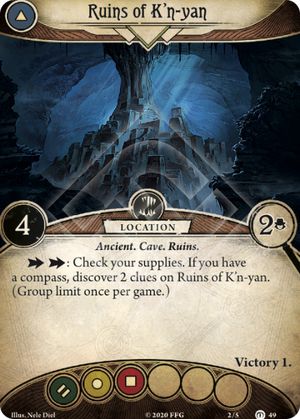 Ruins of K'n-yan
4
LOCATION
2
Ancient. Cave. Ruins.
: Check your supplies. If you have
a compass, discover 2 clues on Ruins of K'n-yan.
(Group limit once per game.)
Victory 1.
Illus. Nele Diel
© 2020 FFG
2/5
49